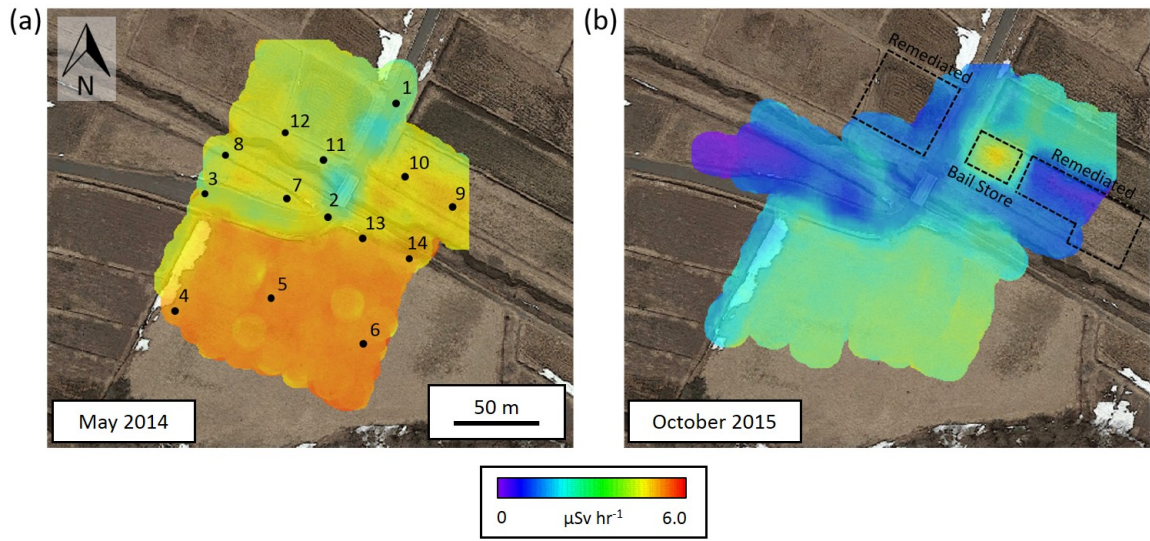 (a)
(b)
N
1
12
11
8
10
3
7
9
2
13
14
5
4
6
May 2014
50 m
Remediated
Remediated
Bail Store
October 2015
0 µSv hr⁻¹ 6.0